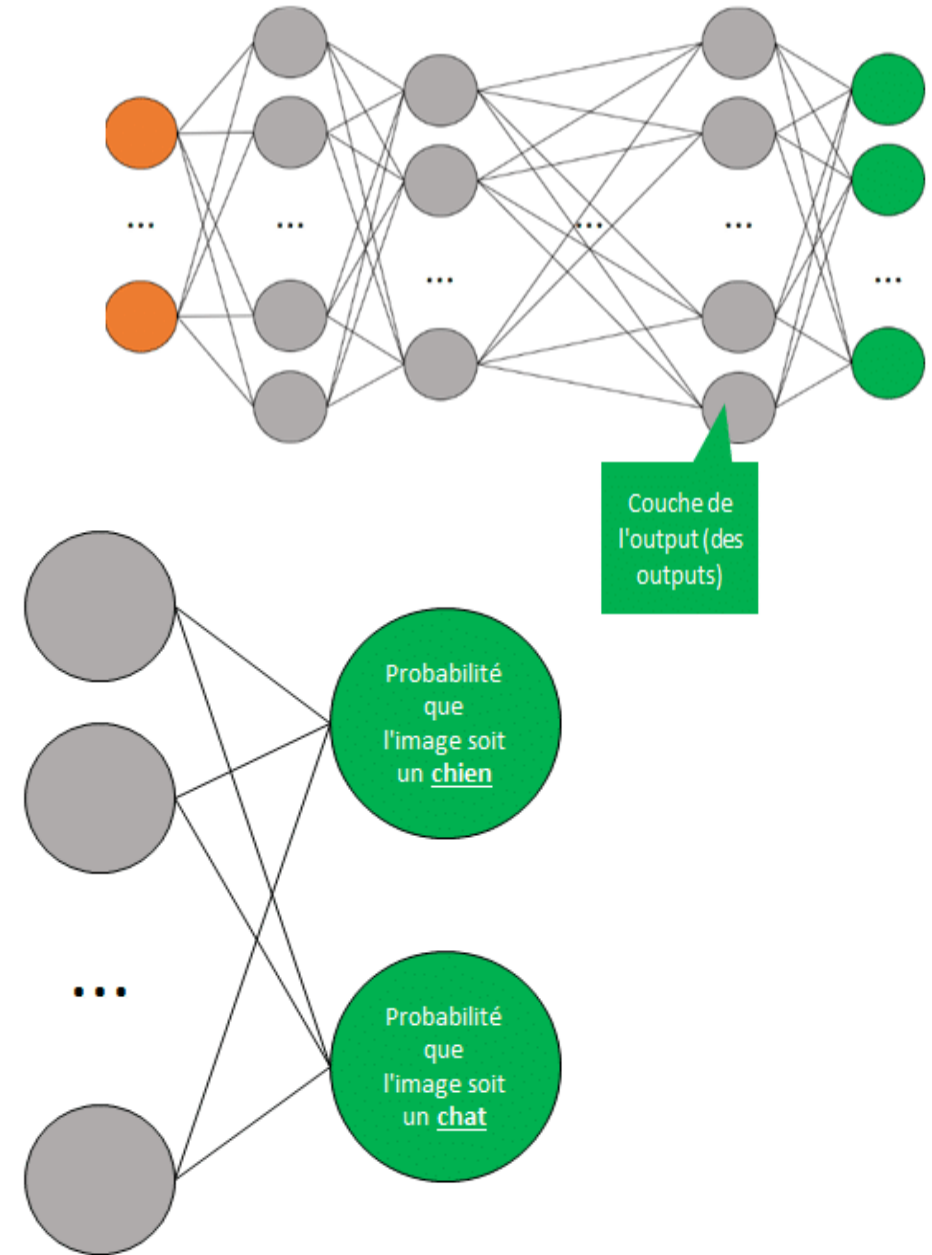 ... ... ... ...
... ...
Couche de
l'output (des
outputs)
Probabilité
que
l'image soit
un chien
...
Probabilité
que
l'image soit
un chat